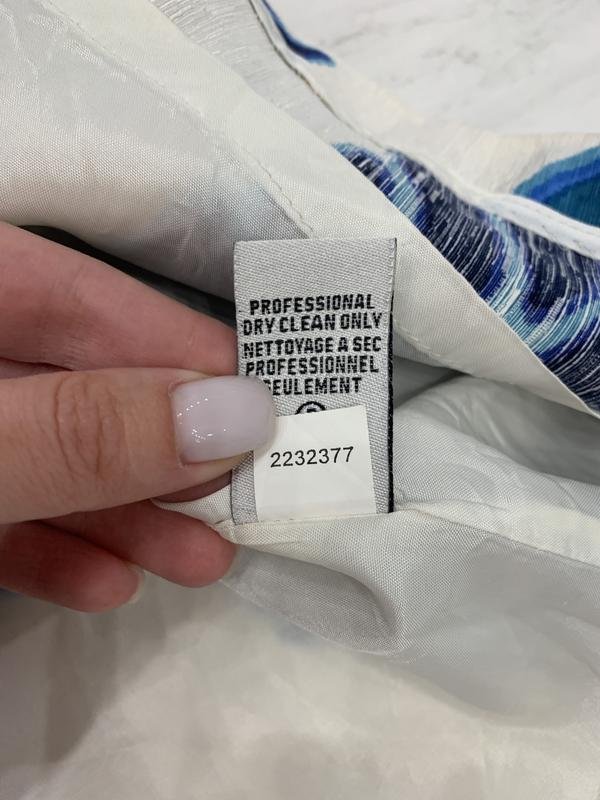 PROFESSIONAL
DRY CLEAN ONLY
NETTOYAGE A SEC
PROFESSIONNEL
SEULEMENT
2232377